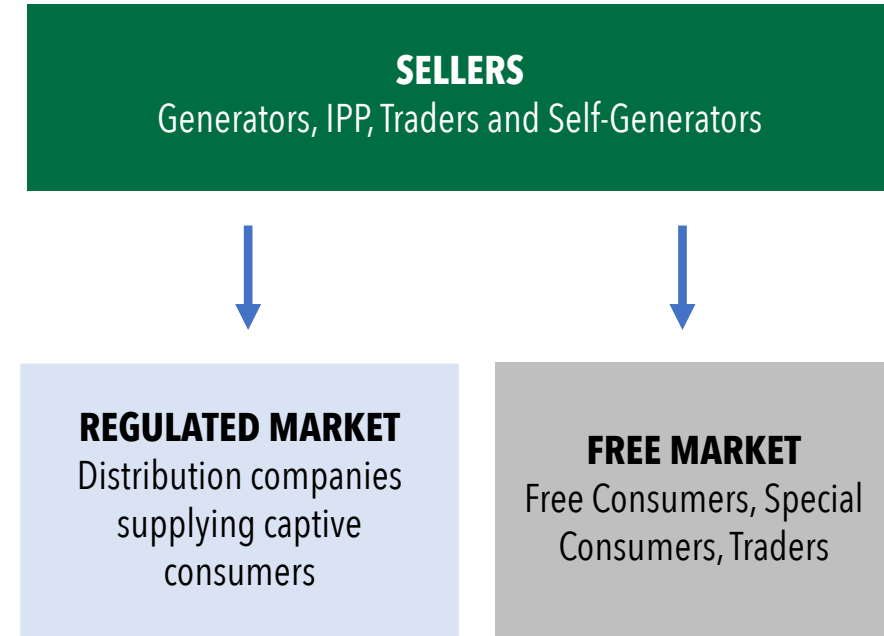 SELLERS
Generators, IPP, Traders and Self-Generators
REGULATED MARKET
Distribution companies
supplying captive
consumers
FREE MARKET
Free Consumers, Special
Consumers, Traders